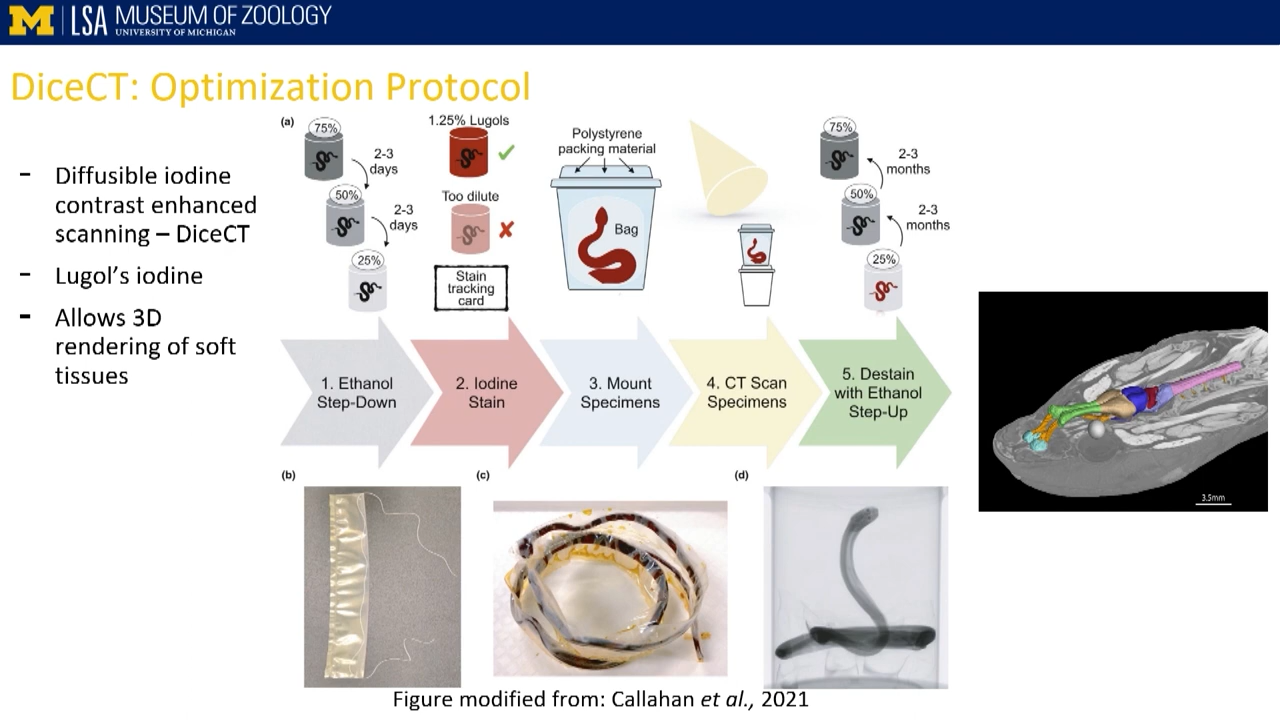 M LSA MUSEUM OF ZOOLOGY
UNIVERSITY OF MICHIGAN
DiceCT: Optimization Protocol
- Diffusible iodine
contrast enhanced
scanning – DiceCT
- Lugol’s iodine
- Allows 3D
rendering of soft
tissues
(a)
75%
2-3
days
50%
2-3
days
25%
1.25% Lugols
✓
Too dilute
✘
Stain
tracking
card
Polystyrene
packing material
Bag
75%
2-3
months
50%
2-3
months
25%
1. Ethanol
Step-Down
2. Iodine
Stain
3. Mount
Specimens
4. CT Scan
Specimens
5. Destain
with Ethanol
Step-Up
(b)
(c)
(d)
3.5mm
Figure modified from: Callahan et al., 2021